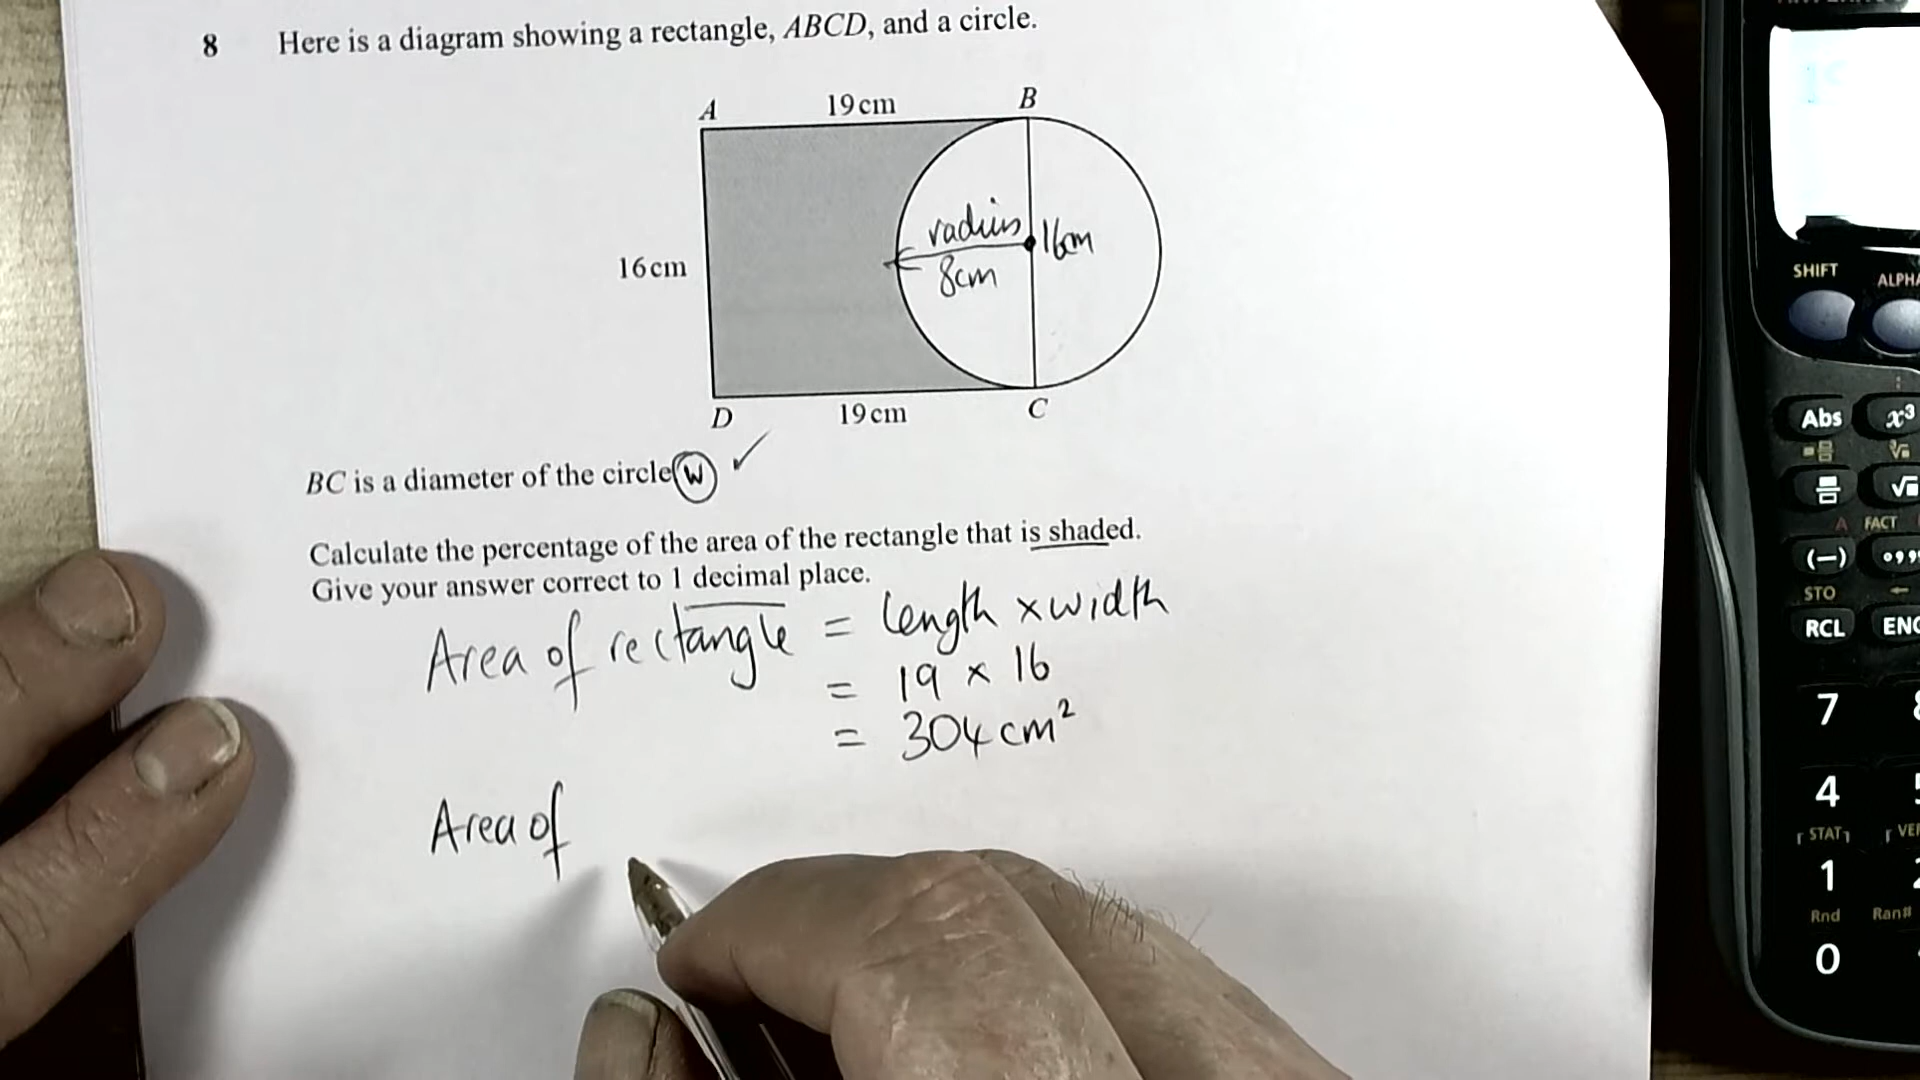 8 Here is a diagram showing a rectangle, ABCD, and a circle.
A 19 cm B
radius
16cm
16 cm
8cm
D 19 cm C
BC is a diameter of the circle W ✓
Calculate the percentage of the area of the rectangle that is shaded.
Give your answer correct to 1 decimal place.
Area of rectangle = length × width
= 19 × 16
= 304 cm²
Area of
SHIFT
Abs x³
√
A FACT
(−)
STO
RCL
7
4
STAT
1
Rnd Ran#
0